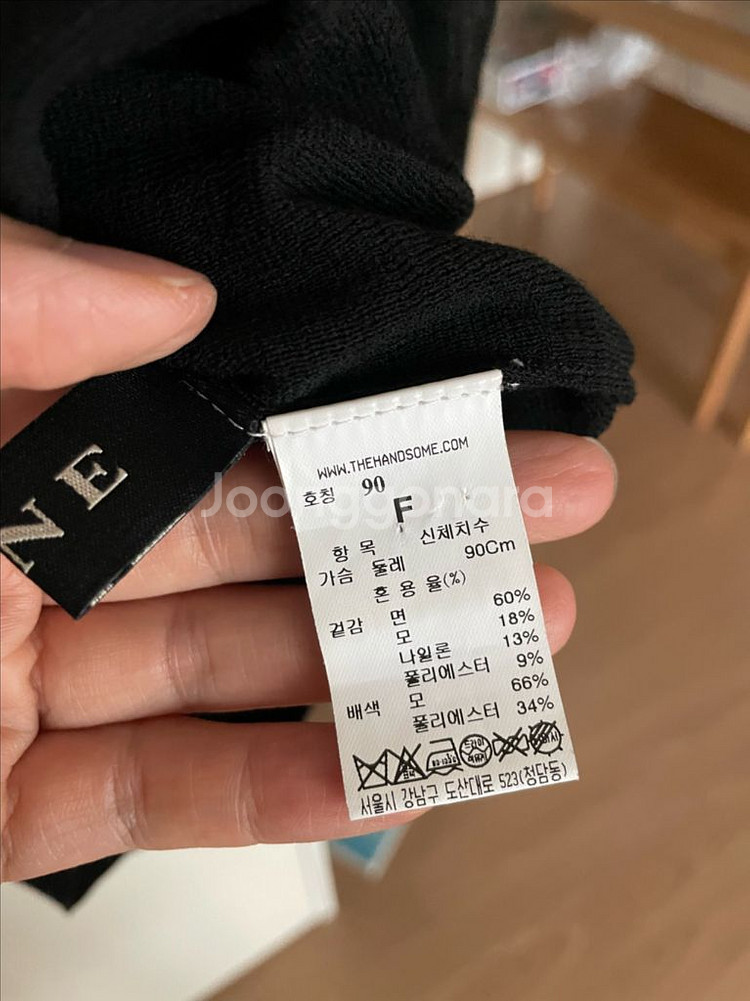 NE
WWW.THEHANDSOME.COM
호칭 90
F
Joonggonara
항 목 신체치수
가슴 둘레 90Cm
혼 용 율(%)
겉감 면 60%
모 18%
나일론 13%
폴리에스터 9%
배색 모 66%
폴리에스터 34%
드라이
서울시 강남구 도산대로 523(청담동)